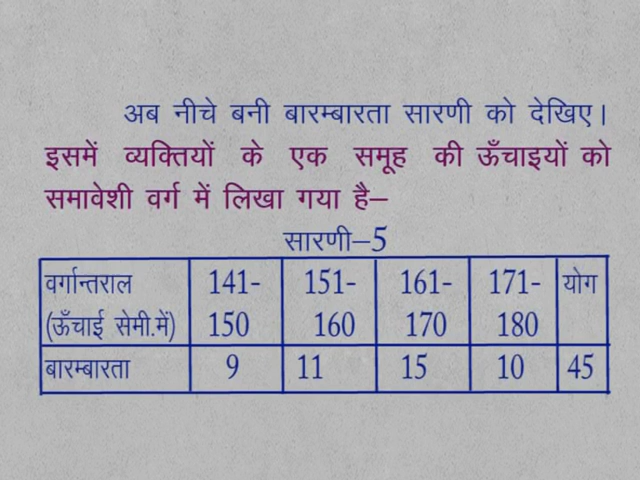 अब नीचे बनी बारम्बारता सारणी को देखिए।
इसमें व्यक्तियों के एक समूह की ऊँचाइयों को
समावेशी वर्ग में लिखा गया है–
सारणी–5
वर्गान्तराल 141- 151- 161- 171- योग
(ऊँचाई सेमी.में) 150 160 170 180
बारम्बारता 9 11 15 10 45